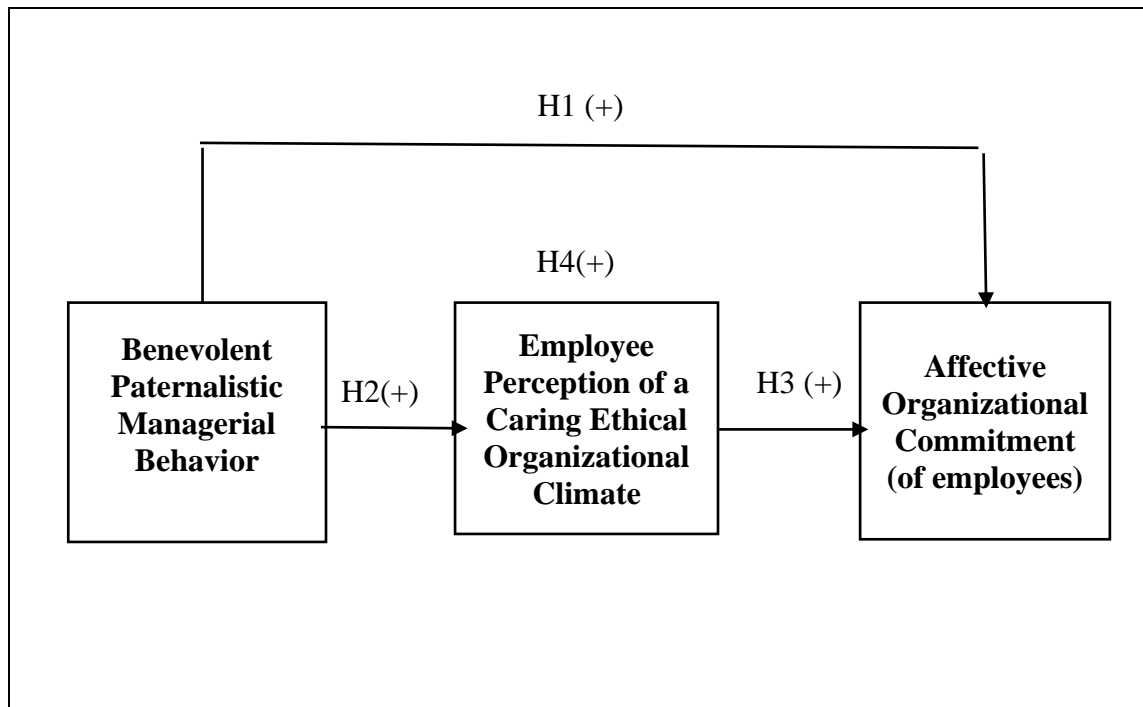 H1 (+)
H4(+)
Benevolent
Paternalistic
Managerial
Behavior
H2(+)
Employee
Perception of a
Caring Ethical
Organizational
Climate
H3 (+)
Affective
Organizational
Commitment
(of employees)